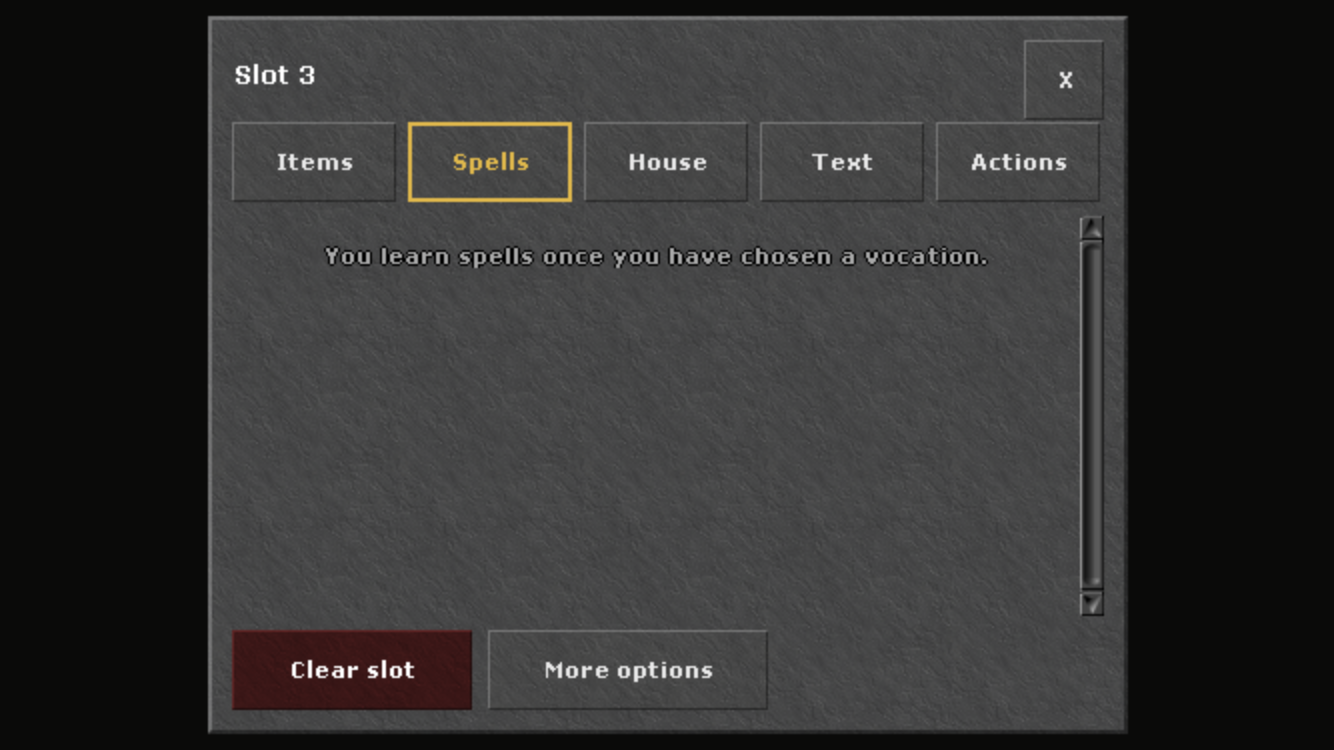 Slot 3
X
Items
Spells
House
Text
Actions
You learn spells once you have chosen a vocation.
Clear slot
More options